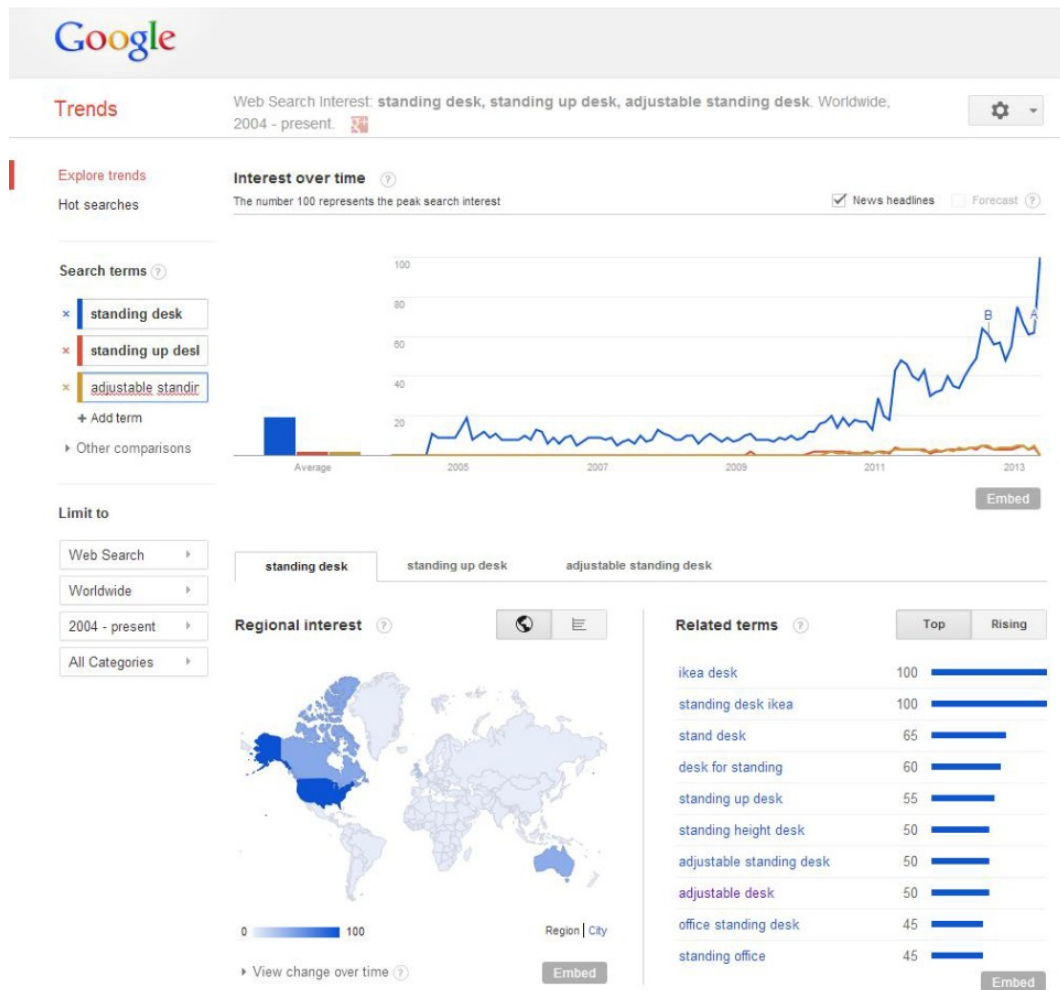 Google
Trends
Web Search Interest: standing desk, standing up desk, adjustable standing desk. Worldwide,
2004 - present.
Explore trends
Hot searches
Interest over time ?
The number 100 represents the peak search interest
News headlines
Forecast ?
Search terms ?
× standing desk
× standing up desl
× adjustable standir
+ Add term
Other comparisons
100
80
60
40
20
B
A
Average
2005
2007
2009
2011
2013
Embed
Limit to
Web Search
Worldwide
2004 - present
All Categories
standing desk
standing up desk
adjustable standing desk
Regional interest ?
0
100
Region | City
View change over time ?
Embed
Related terms ?
Top
Rising
ikea desk 100
standing desk ikea 100
stand desk 65
desk for standing 60
standing up desk 55
standing height desk 50
adjustable standing desk 50
adjustable desk 50
office standing desk 45
standing office 45
Embed